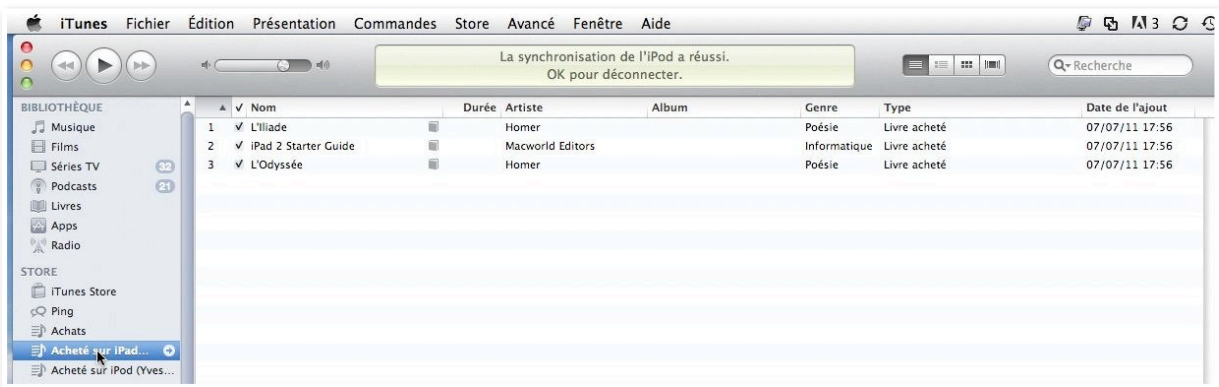 iTunes Fichier Édition Présentation Commandes Store Avancé Fenêtre Aide 3
La synchronisation de l'iPod a réussi.
OK pour déconnecter.
Recherche
BIBLIOTHÈQUE
Musique
Films
Séries TV 32
Podcasts 21
Livres
Apps
Radio
STORE
iTunes Store
Ping
Achats
Acheté sur iPad...
Acheté sur iPod (Yves...
Nom Durée Artiste Album Genre Type Date de l'ajout
1 L'Iliade Homer Poésie Livre acheté 07/07/11 17:56
2 iPad 2 Starter Guide Macworld Editors Informatique Livre acheté 07/07/11 17:56
3 L'Odyssée Homer Poésie Livre acheté 07/07/11 17:56